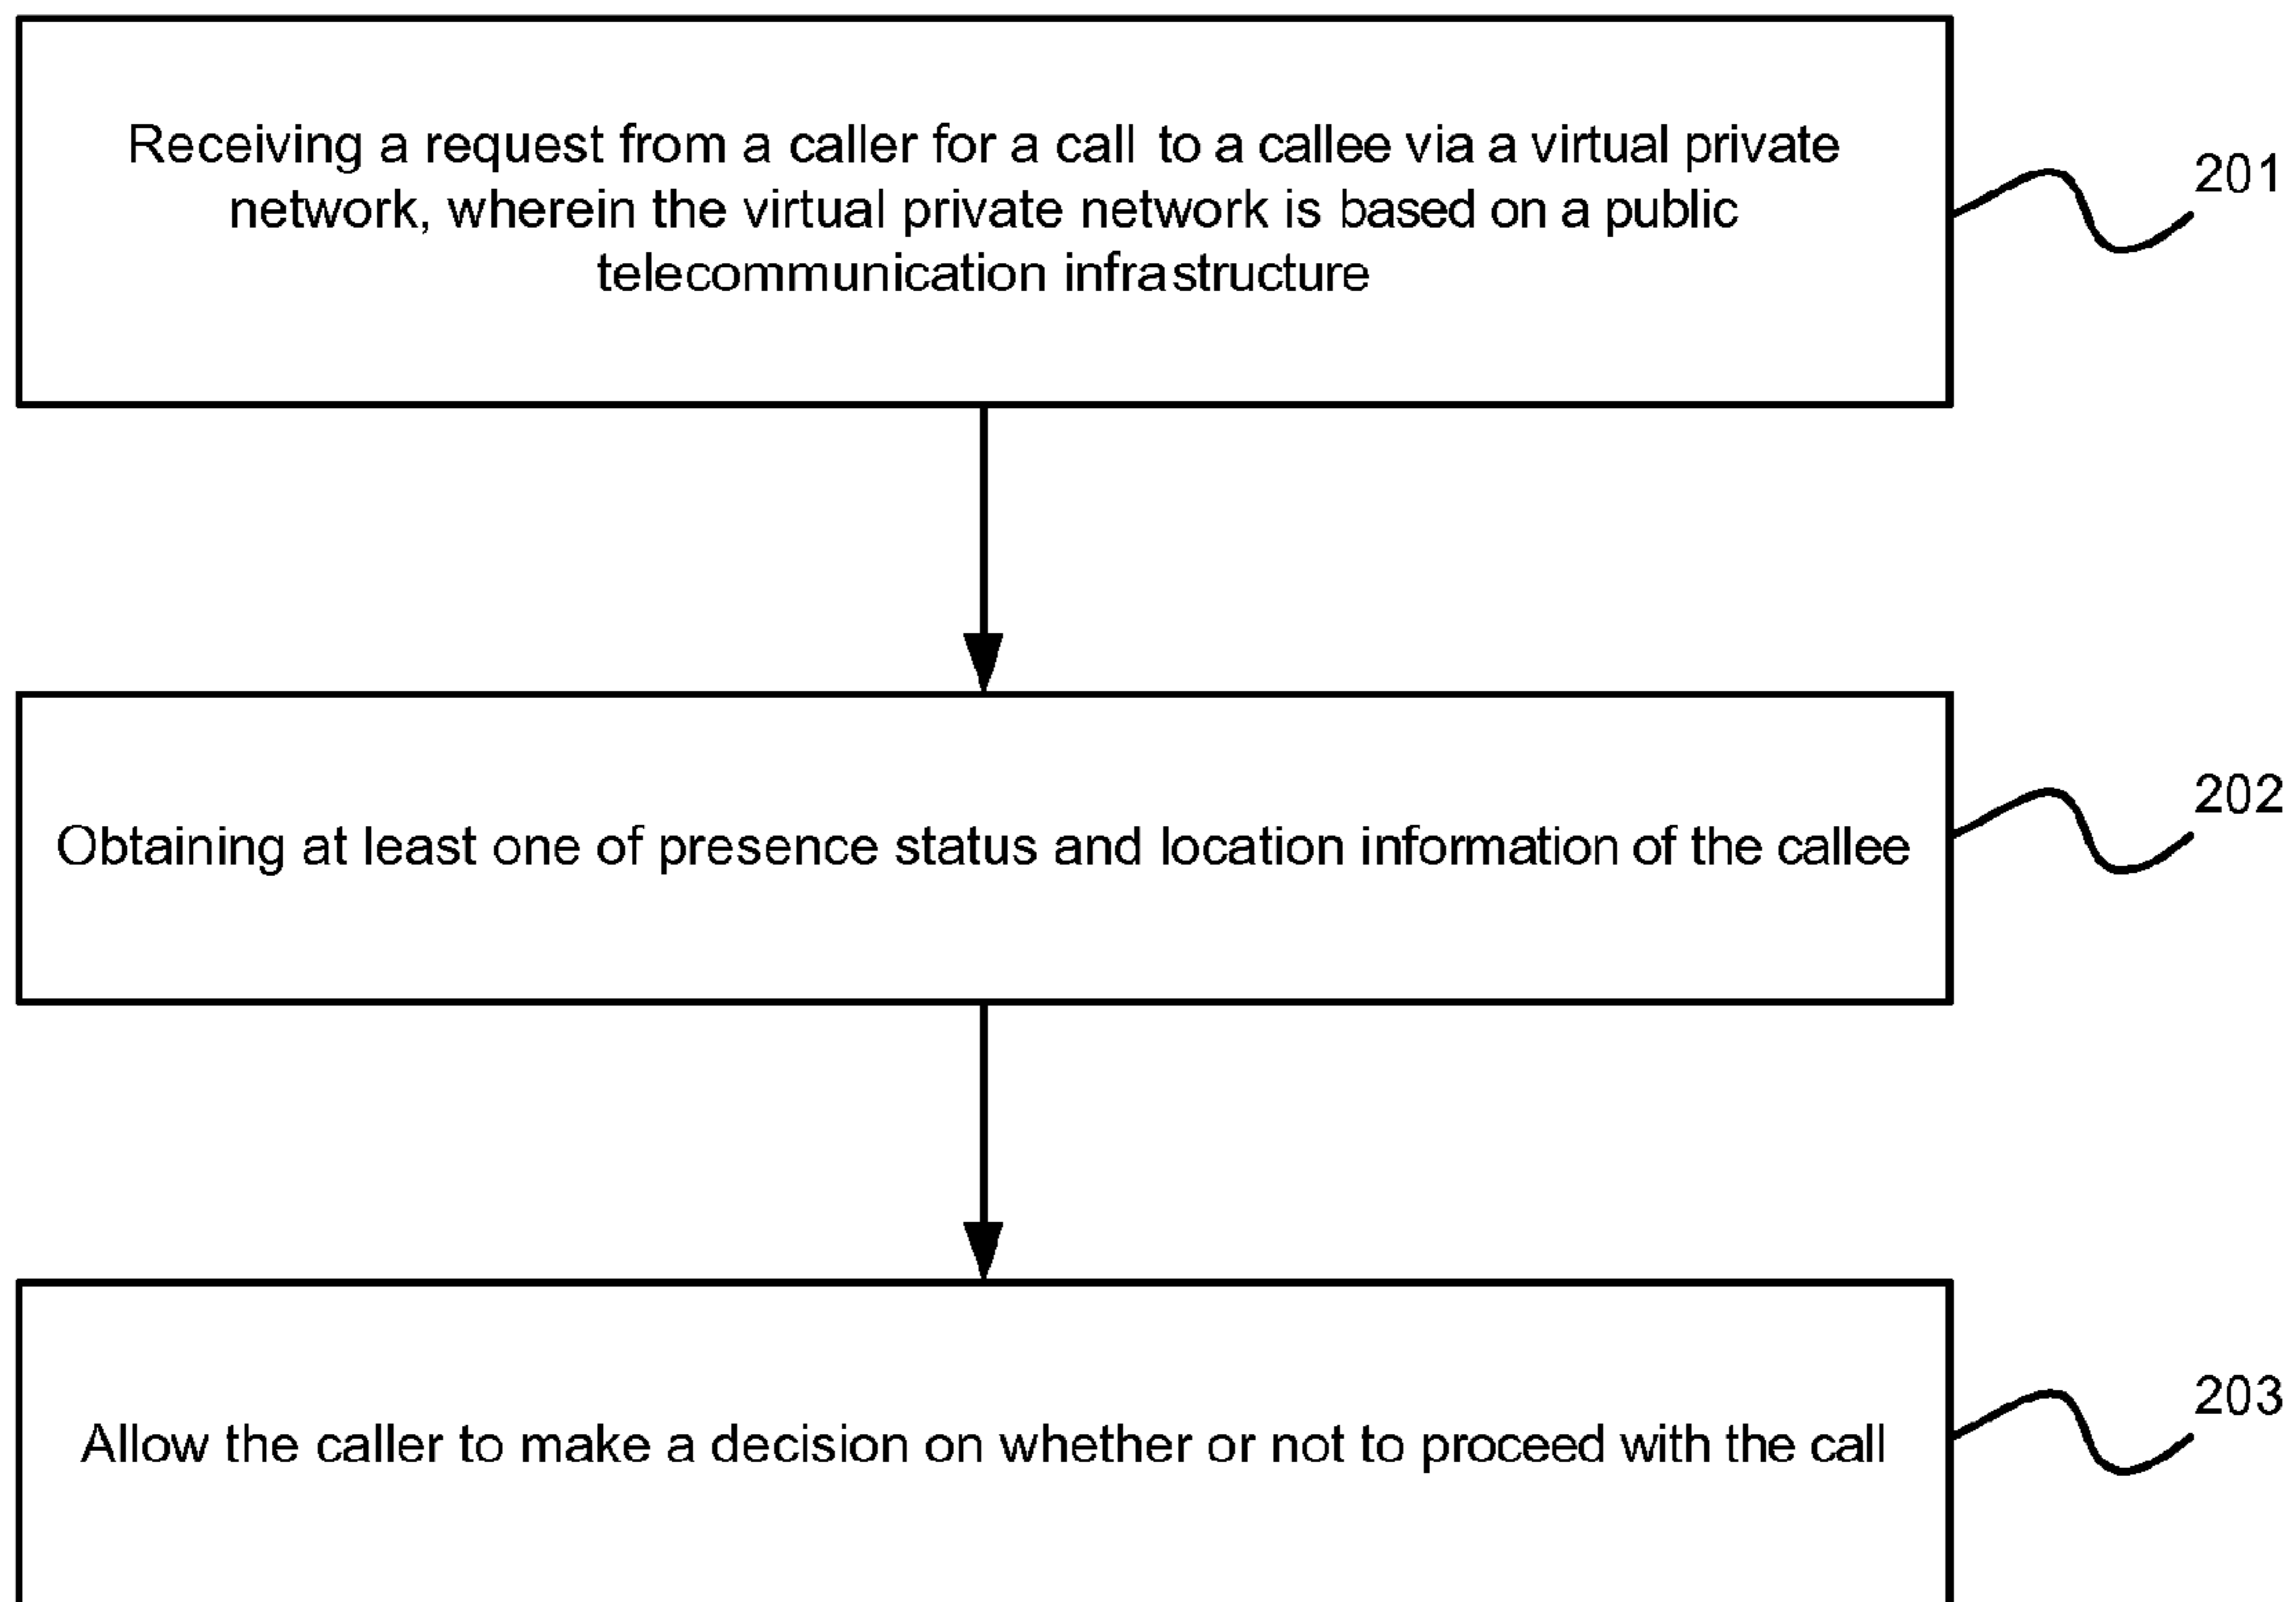 Receiving a request from a caller for a call to a callee via a virtual private
network, wherein the virtual private network is based on a public
telecommunication infrastructure
201
Obtaining at least one of presence status and location information of the callee
202
Allow the caller to make a decision on whether or not to proceed with the call
203